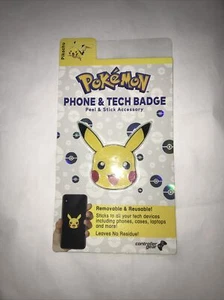 Pikachu
POKéMON
PHONE & TECH BADGE
Peel & Stick Accessory
Removable & Reusable!
Sticks to all your tech devices
including phones, cases, laptops
and more!
Leaves No Residue!
controller
gear